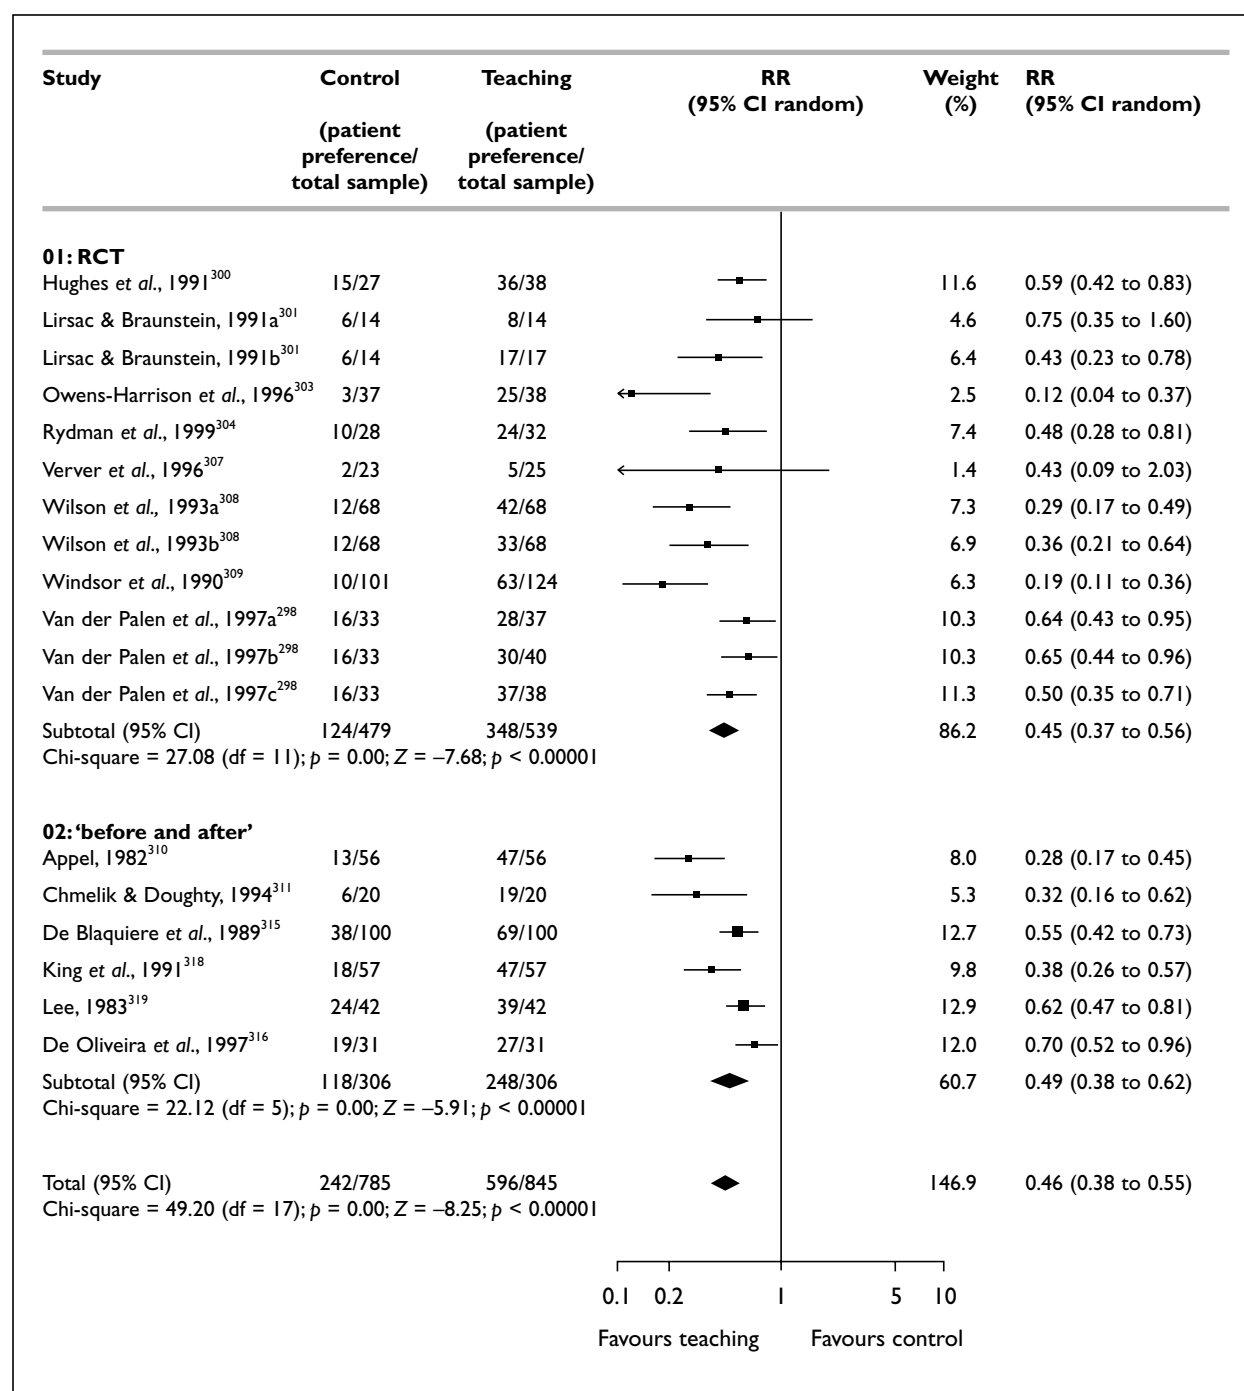 Study Control Teaching RR Weight RR
(95% CI random) (%) (95% CI random)
(patient (patient
preference/ preference/
total sample) total sample)
01: RCT
Hughes et al., 1991300 15/27 36/38 11.6 0.59 (0.42 to 0.83)
Lirsac & Braunstein, 1991a301 6/14 8/14 4.6 0.75 (0.35 to 1.60)
Lirsac & Braunstein, 1991b301 6/14 17/17 6.4 0.43 (0.23 to 0.78)
Owens-Harrison et al., 1996303 3/37 25/38 2.5 0.12 (0.04 to 0.37)
Rydman et al., 1999304 10/28 24/32 7.4 0.48 (0.28 to 0.81)
Verver et al., 1996307 2/23 5/25 1.4 0.43 (0.09 to 2.03)
Wilson et al., 1993a308 12/68 42/68 7.3 0.29 (0.17 to 0.49)
Wilson et al., 1993b308 12/68 33/68 6.9 0.36 (0.21 to 0.64)
Windsor et al., 1990309 10/101 63/124 6.3 0.19 (0.11 to 0.36)
Van der Palen et al., 1997a298 16/33 28/37 10.3 0.64 (0.43 to 0.95)
Van der Palen et al., 1997b298 16/33 30/40 10.3 0.65 (0.44 to 0.96)
Van der Palen et al., 1997c298 16/33 37/38 11.3 0.50 (0.35 to 0.71)
Subtotal (95% CI) 124/479 348/539 86.2 0.45 (0.37 to 0.56)
Chi-square = 27.08 (df = 11); p = 0.00; Z = –7.68; p < 0.00001
02: ‘before and after’
Appel, 1982310 13/56 47/56 8.0 0.28 (0.17 to 0.45)
Chmelik & Doughty, 1994311 6/20 19/20 5.3 0.32 (0.16 to 0.62)
De Blaquiere et al., 1989315 38/100 69/100 12.7 0.55 (0.42 to 0.73)
King et al., 1991318 18/57 47/57 9.8 0.38 (0.26 to 0.57)
Lee, 1983319 24/42 39/42 12.9 0.62 (0.47 to 0.81)
De Oliveira et al., 1997316 19/31 27/31 12.0 0.70 (0.52 to 0.96)
Subtotal (95% CI) 118/306 248/306 60.7 0.49 (0.38 to 0.62)
Chi-square = 22.12 (df = 5); p = 0.00; Z = –5.91; p < 0.00001
Total (95% CI) 242/785 596/845 146.9 0.46 (0.38 to 0.55)
Chi-square = 49.20 (df = 17); p = 0.00; Z = –8.25; p < 0.00001
0.1 0.2 1 5 10
Favours teaching Favours control